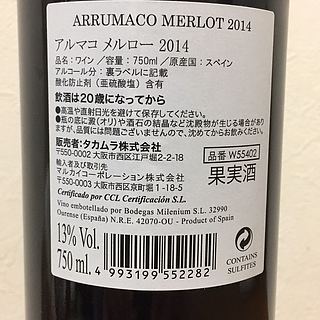 ARRUMACO MERLOT 2014
アルマコ メルロー 2014
品名：ワイン／容量：750ml／原産国：スペイン
アルコール分：裏ラベルに記載
酸化防止剤（亜硫酸塩）含有
飲酒は20歳になってから
●高温や直射日光を避けて保存してください。
●瓶の底に澱(オリ)や酒石の結晶など沈殿物が生じる場合があり
ますが、品質には問題ございませんので、沈めてからお飲みください。
販売者：タカムラ株式会社
〒550-0002 大阪市西区江戸堀2-2-18
輸入者及び引取先
マルカイコーポレーション株式会社
〒550-0003 大阪市西区京町堀 1-18-5
品番 W55402
果実酒
Certificado por CCL Certificación S.L.
Vino embotellado por Bodegas Milenium S.L. 32990
Ourense (España) N.R.E. 42070-OU - Product of Spain
13% Vol.
750 ml.
4 993199 552282
CONTAINS
SULFITES